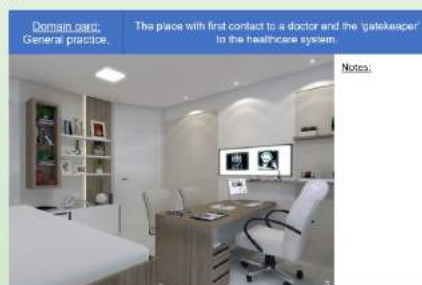 Domain card:
General practice.
The place with first contact to a doctor and the 'gatekeeper'
to the healthcare system.
Notes: